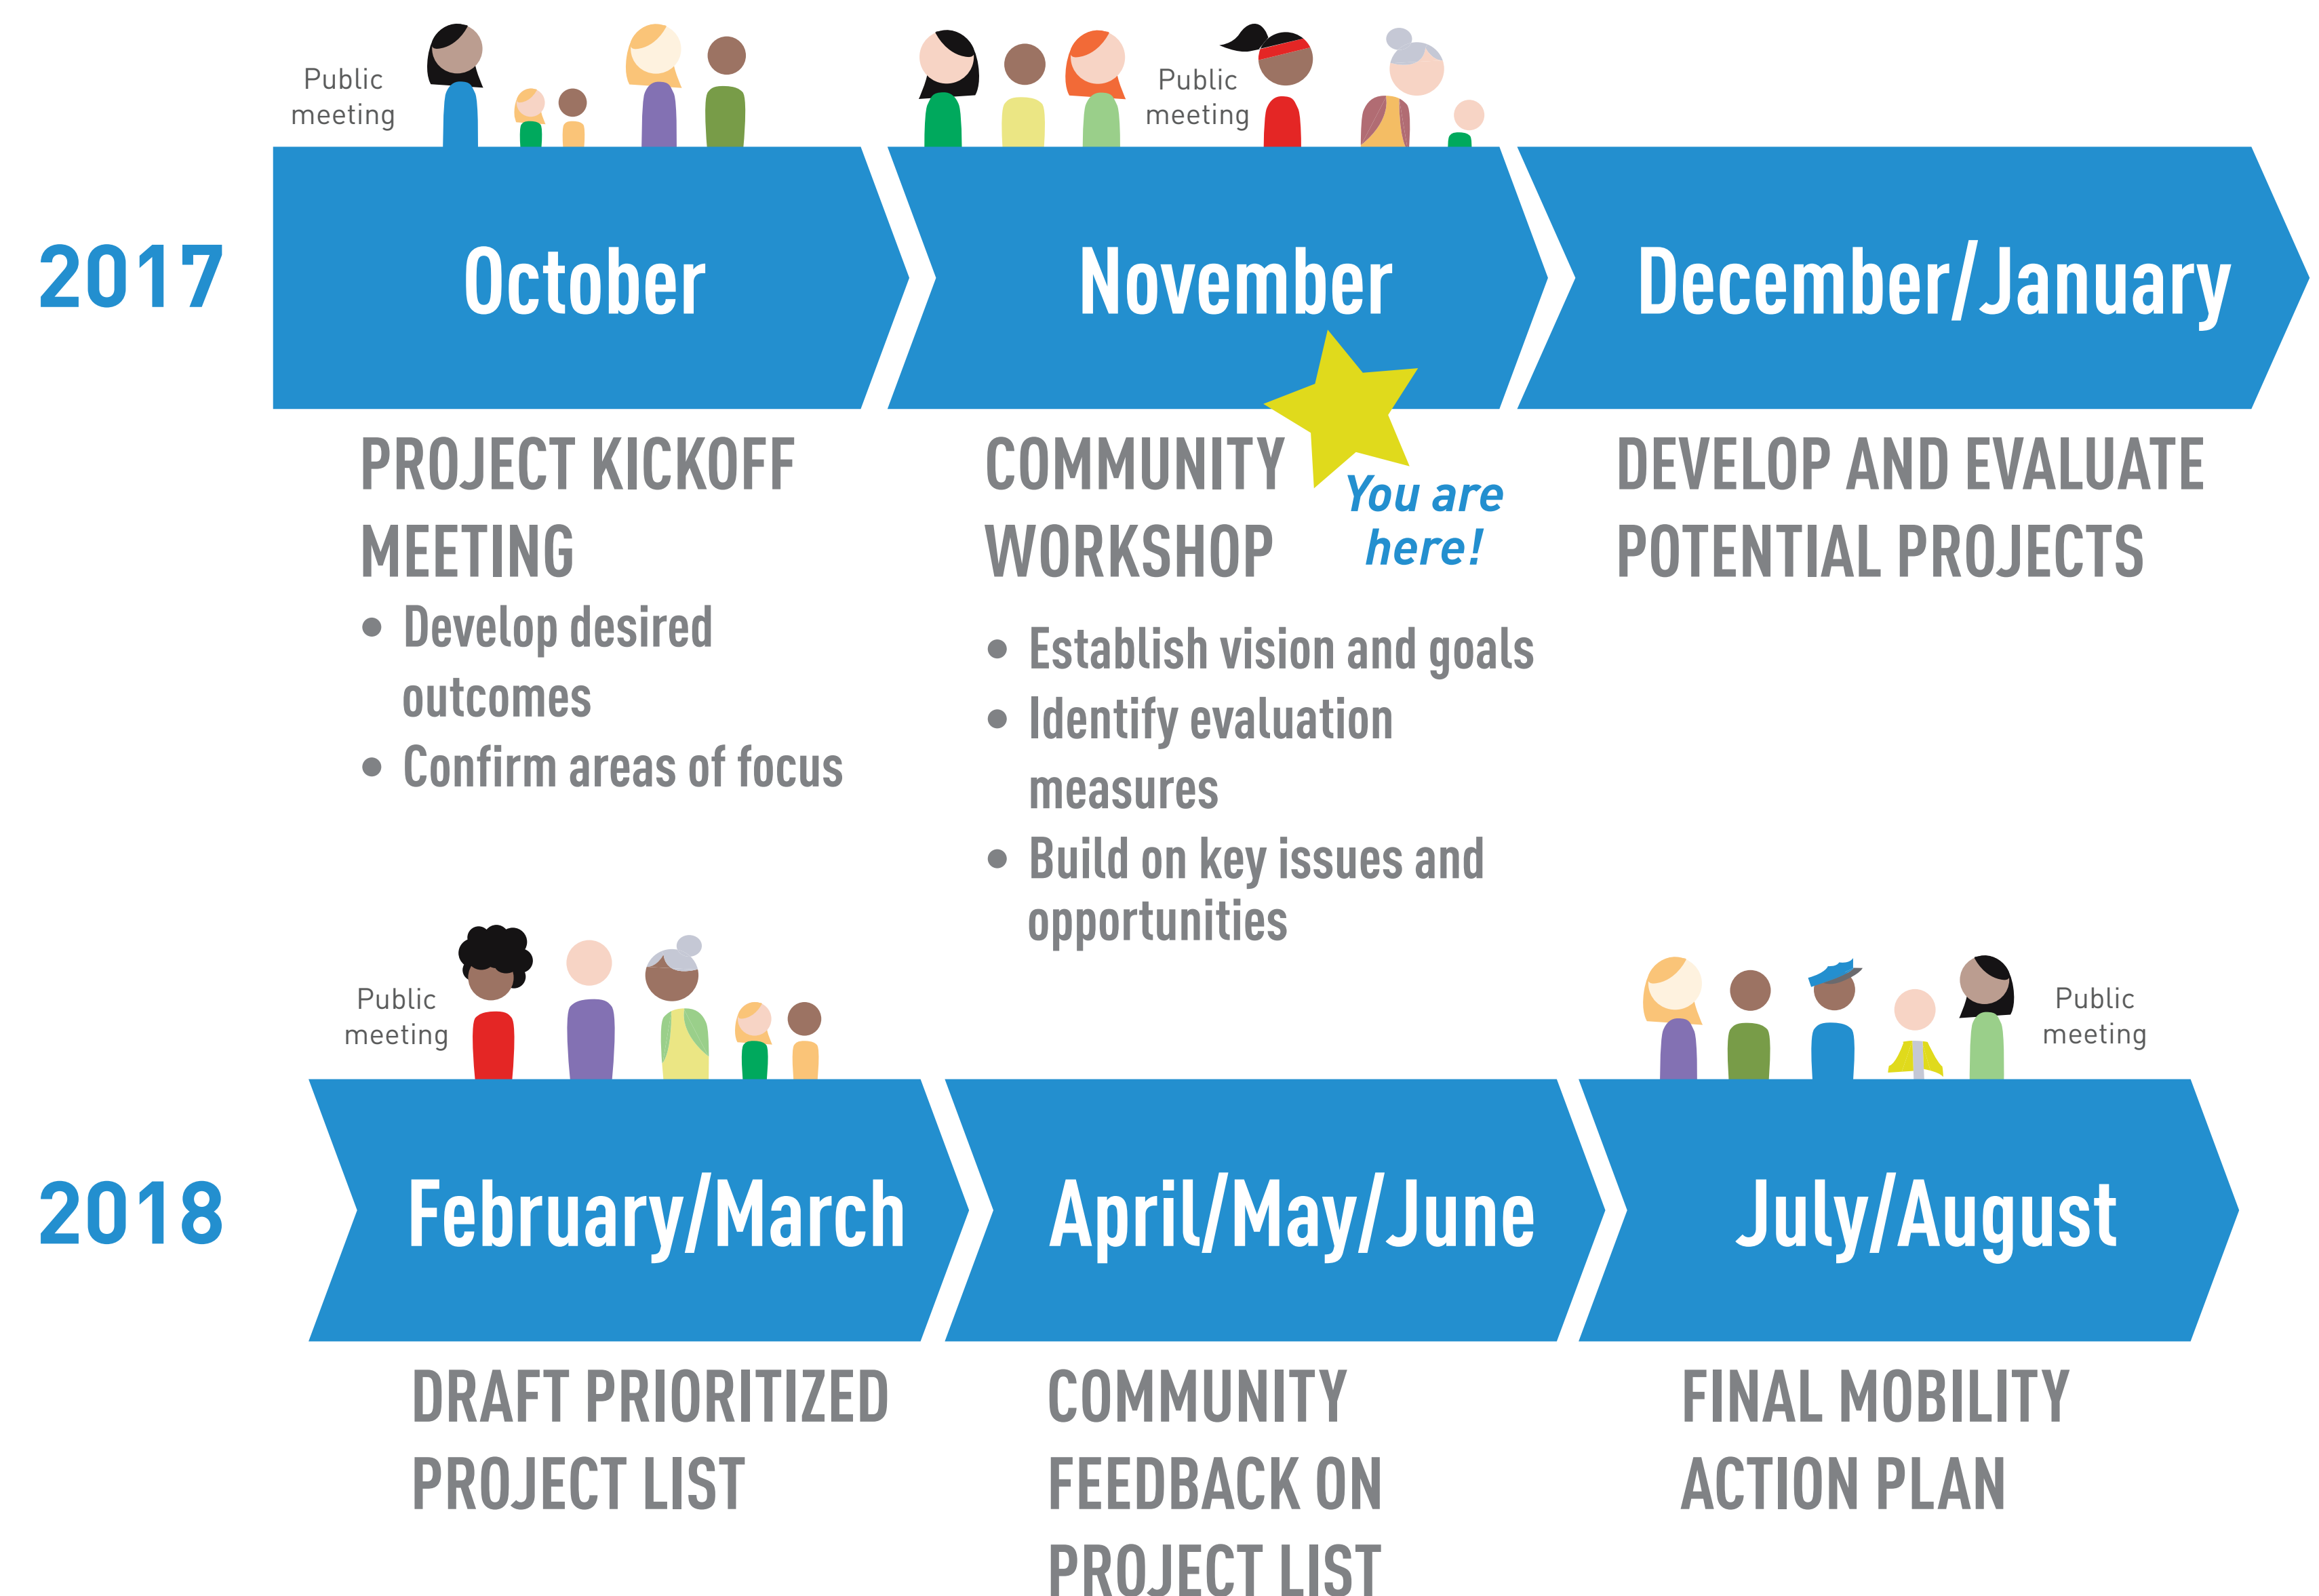 Public
meeting
Public
meeting
2017
October
November
December/January
PROJECT KICKOFF
MEETING
• Develop desired
outcomes
• Confirm areas of focus
COMMUNITY
WORKSHOP
You are
here!
• Establish vision and goals
• Identify evaluation
measures
• Build on key issues and
opportunities
DEVELOP AND EVALUATE
POTENTIAL PROJECTS
Public
meeting
Public
meeting
2018
February/March
April/May/June
July/August
DRAFT PRIORITIZED
PROJECT LIST
COMMUNITY
FEEDBACK ON
PROJECT LIST
FINAL MOBILITY
ACTION PLAN